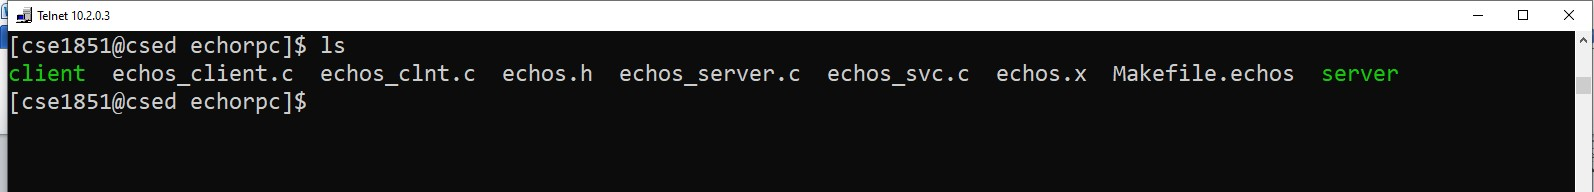 Telnet 10.2.0.3
[cse1851@csed echorpc]$ ls
client  echos_client.c  echos_clnt.c  echos.h  echos_server.c  echos_svc.c  echos.x  Makefile.echos  server
[cse1851@csed echorpc]$